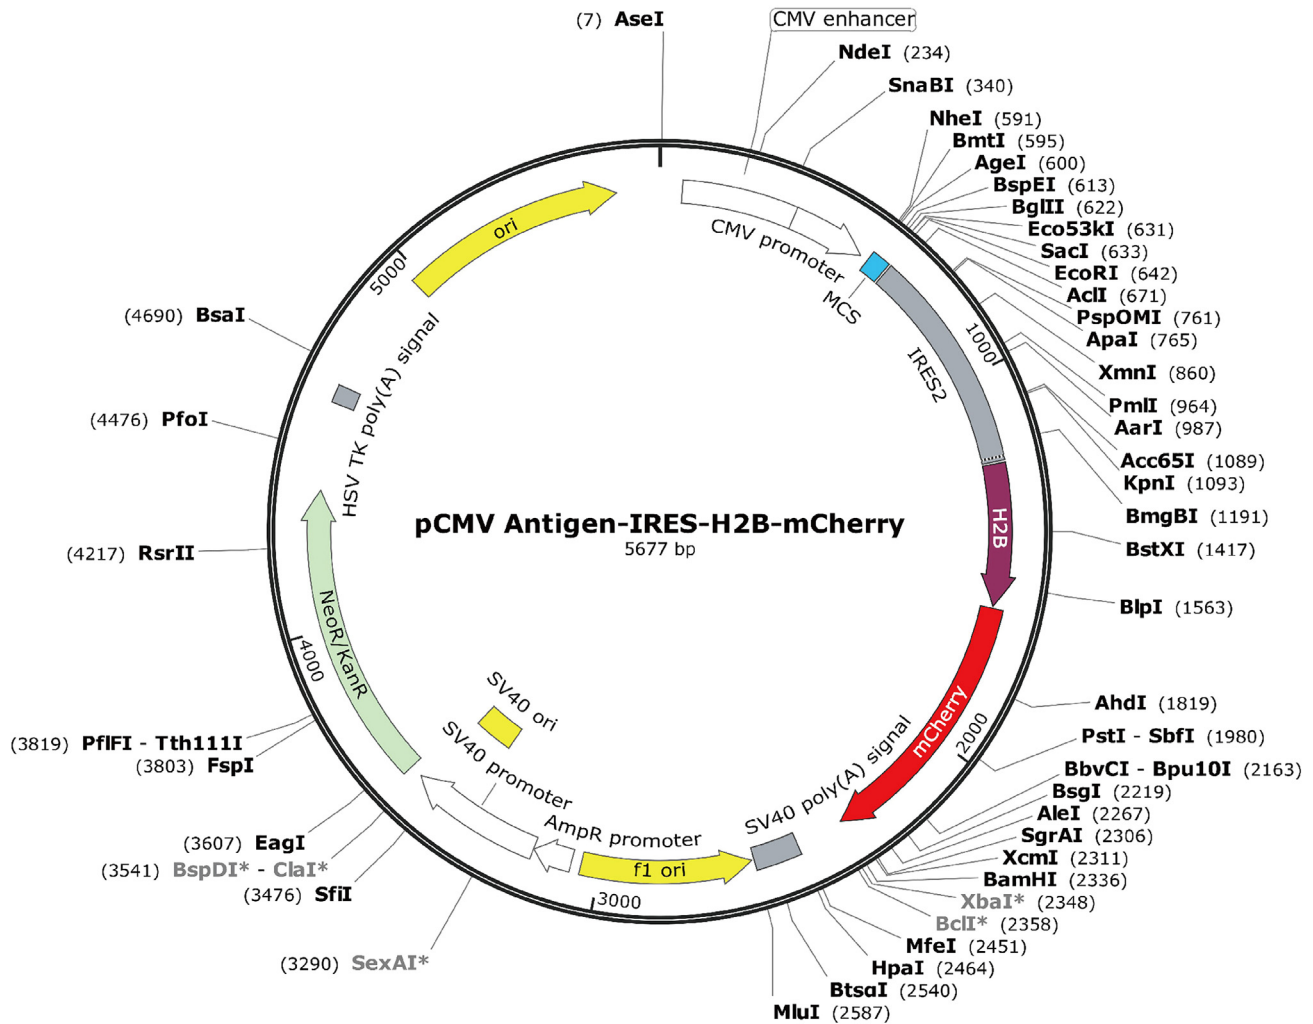 (7) AseI
CMV enhancer
NdeI (234)
SnaBI (340)
NheI (591)
BmtI (595)
AgeI (600)
BspEI (613)
BglII (622)
Eco53kI (631)
SacI (633)
EcoRI (642)
AclI (671)
PspOMI (761)
ApaI (765)
XmnI (860)
PmlI (964)
AarI (987)
Acc65I (1089)
KpnI (1093)
BmgBI (1191)
BstXI (1417)
BlpI (1563)
AhdI (1819)
PstI - SbfI (1980)
BbvCI - Bpu10I (2163)
BsgI (2219)
AleI (2267)
SgrAI (2306)
XcmI (2311)
BamHI (2336)
XbaI* (2348)
BclI* (2358)
MfeI (2451)
HpaI (2464)
BtsαI (2540)
MluI (2587)
(3290) SexAI*
(3476) SfiI
(3541) BspDI* - ClaI*
(3607) EagI
(3803) FspI
(3819) PflFI - Tth111I
(4217) RsrII
(4476) PfoI
(4690) BsaI
ori
CMV promoter
MCS
IRES2
H2B
mCherry
SV40 poly(A) signal
f1 ori
AmpR promoter
SV40 promoter
SV40 ori
NeoR/KanR
HSV TK poly(A) signal
1000
2000
3000
4000
5000
pCMV Antigen-IRES-H2B-mCherry
5677 bp